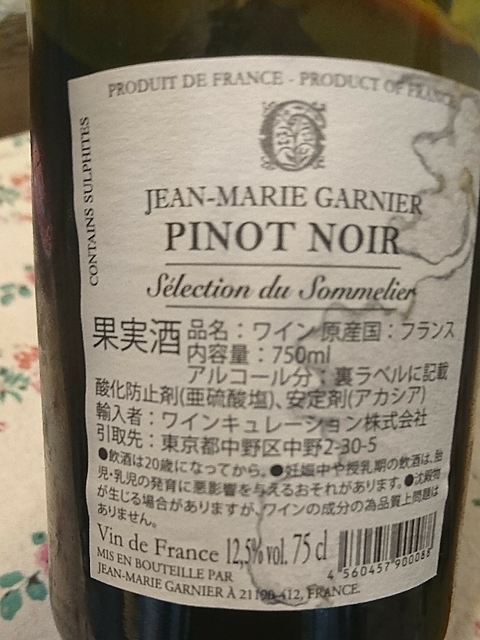 PRODUIT DE FRANCE - PRODUCT OF FRANCE
CONTAINS SULPHITES
JEAN-MARIE GARNIER
PINOT NOIR
Sélection du Sommelier
果実酒 品名：ワイン 原産国：フランス
内容量：750ml
アルコール分：裏ラベルに記載
酸化防止剤(亜硫酸塩)、安定剤(アカシア)
輸入者：ワインキュレーション株式会社
引取先：東京都中野区中野2-30-5
●飲酒は20歳になってから。●妊娠中や授乳期の飲酒は、胎
児・乳児の発育に悪影響を与えるおそれがあります。●沈殿物
が生じる場合がありますが、ワインの成分の為品質上問題は
ありません。
Vin de France 12,5% vol. 75 cl
MIS EN BOUTEILLE PAR
JEAN-MARIE GARNIER À 21190-412, FRANCE.
4 560457 900088